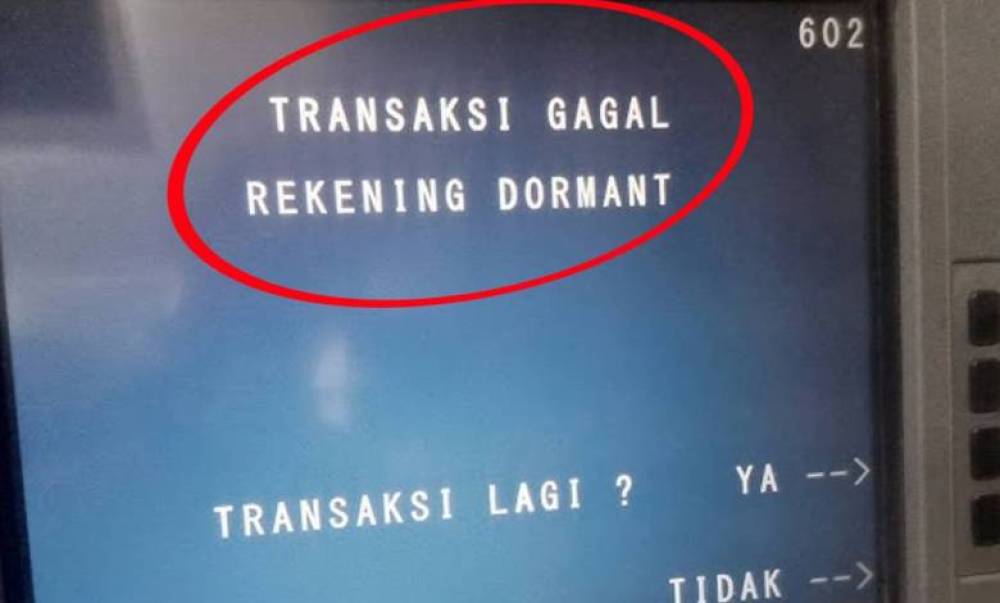 602
TRANSAKSI GAGAL
REKENING DORMANT
TRANSAKSI LAGI ? YA -->
TIDAK -->